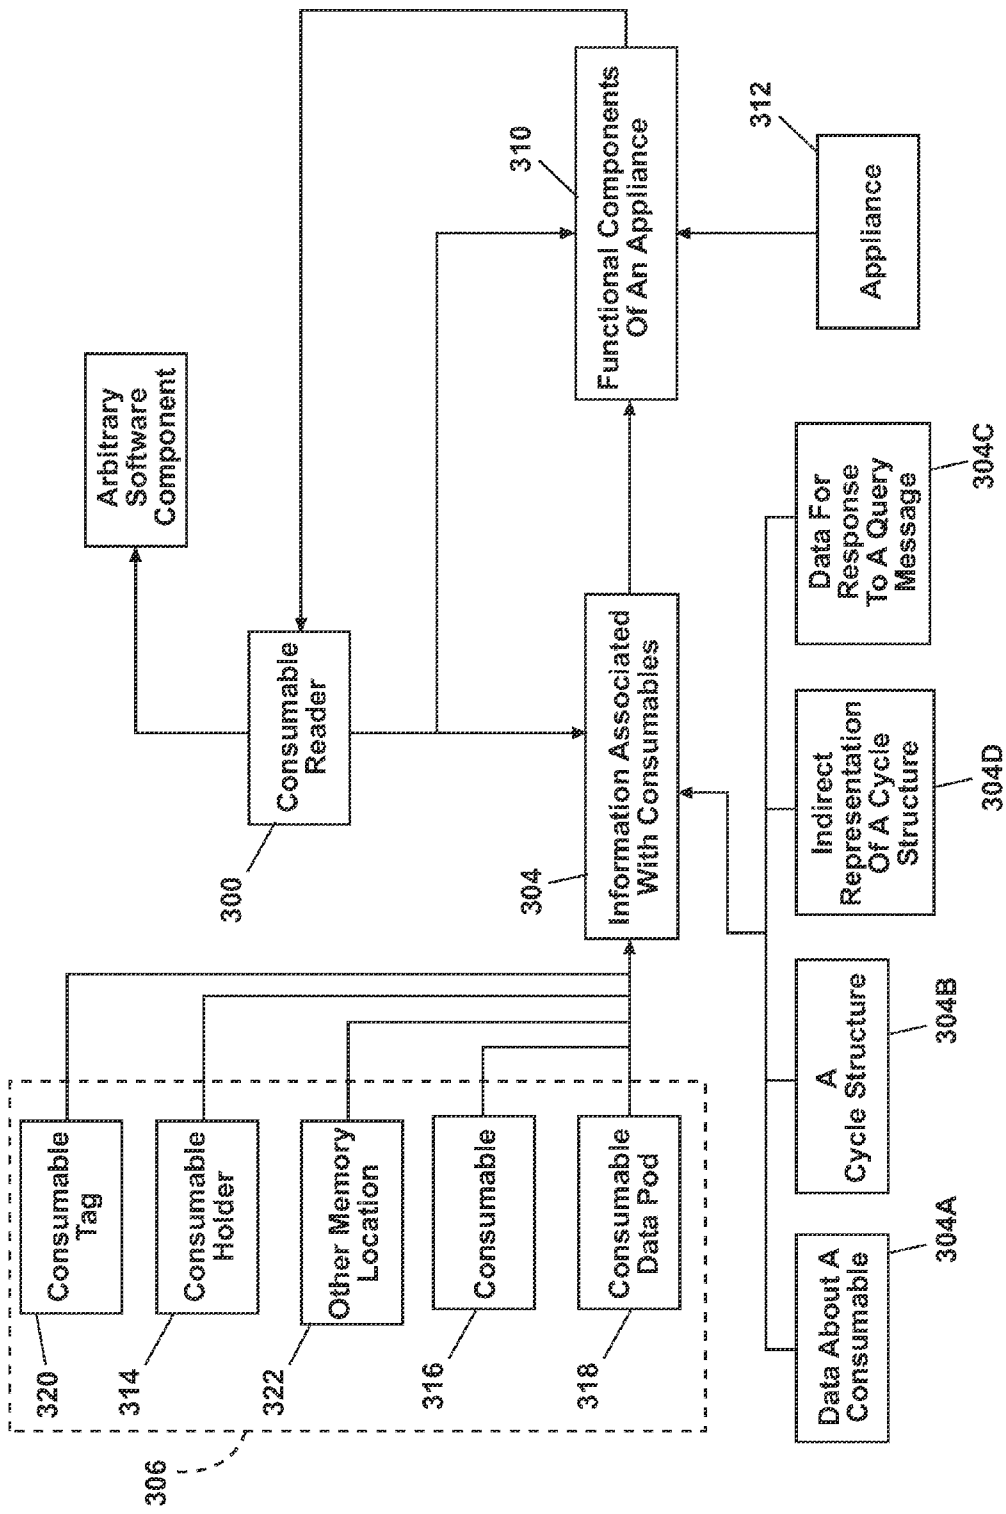 306
320
Consumable
Tag
314
Consumable
Holder
322
Other Memory
Location
316
Consumable
318
Consumable
Data Pod
300
Consumable
Reader
Arbitrary
Software
Component
304
Information Associated
With Consumables
310
Functional Components
Of An Appliance
312
Appliance
Data About A
Consumable
304A
A
Cycle Structure
304B
Indirect
Representation
Of A Cycle
Structure
304D
Data For
Response
To A Query
Message
304C